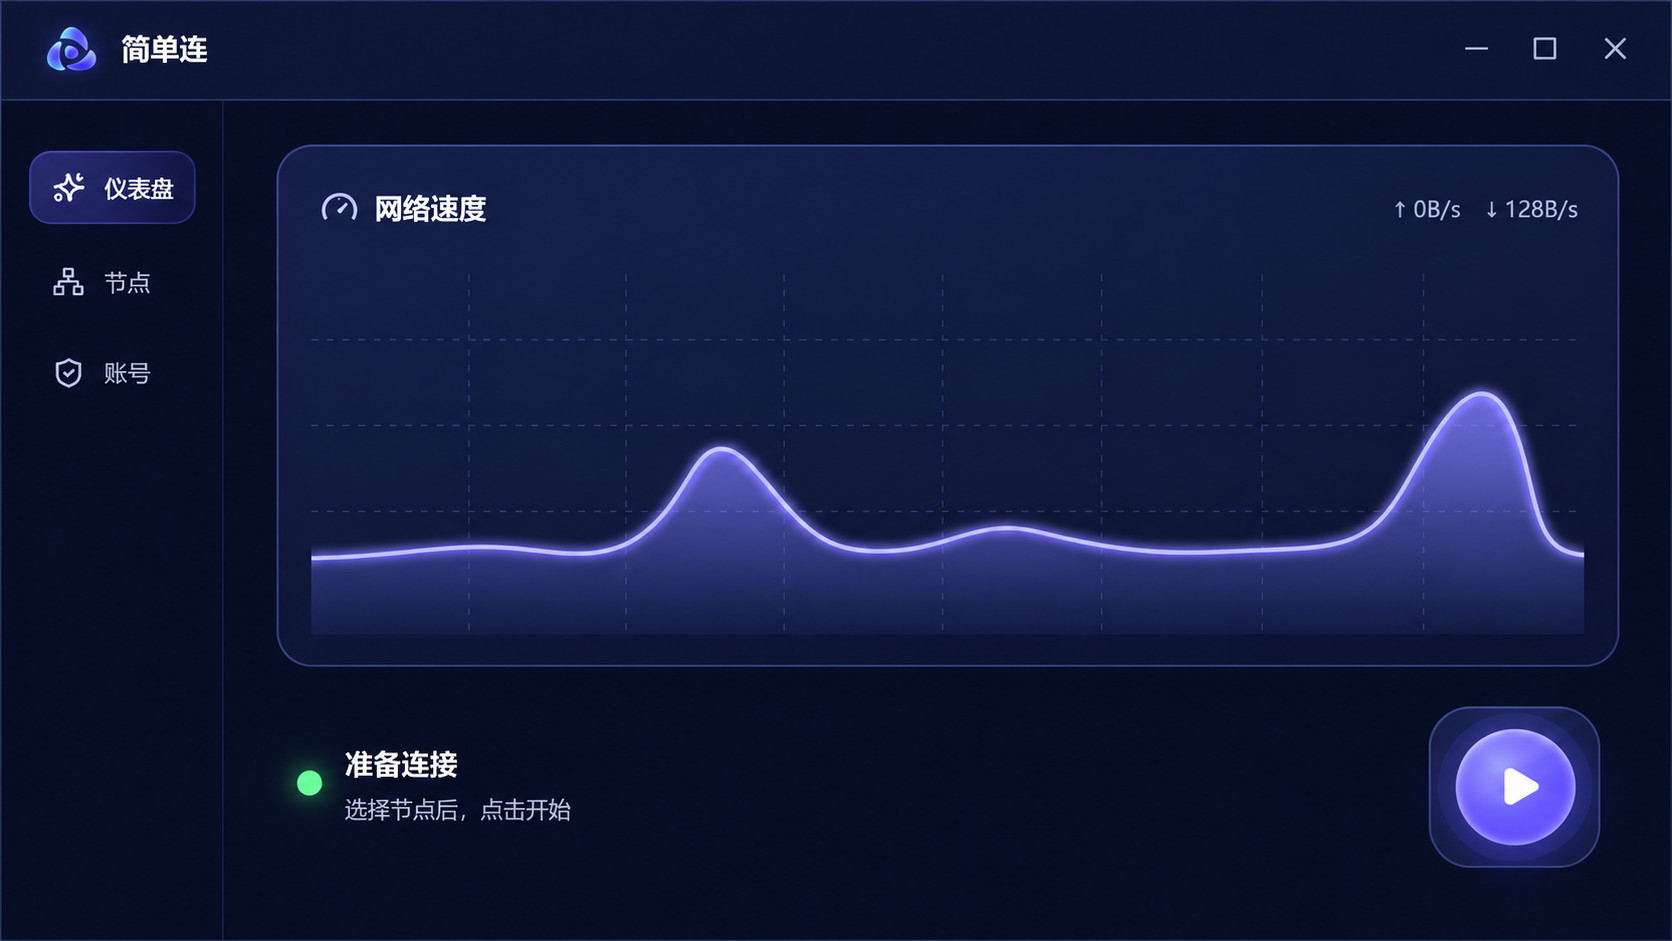 简单连
仪表盘
节点
账号
网络速度
↑ 0B/s ↓ 128B/s
准备连接
选择节点后，点击开始